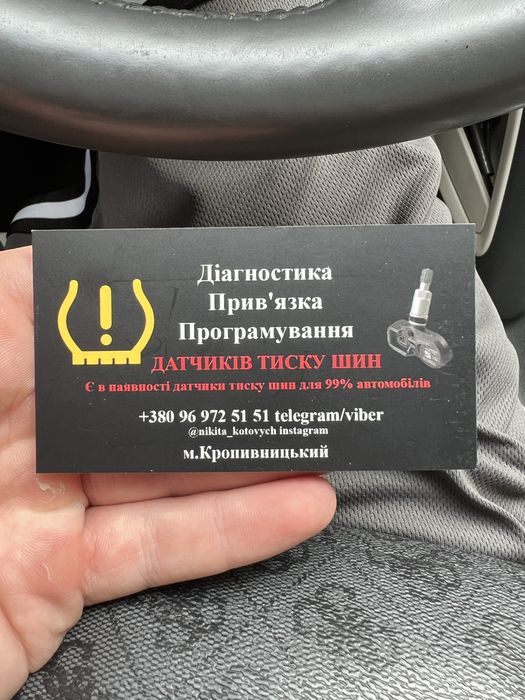 Діагностика
Прив'язка
Програмування
ДАТЧИКІВ ТИСКУ ШИН
Є в наявності датчики тиску шин для 99% автомобілів
+380 96 972 51 51 telegram/viber
@nikita_kotovych instagram
м.Кропивницький